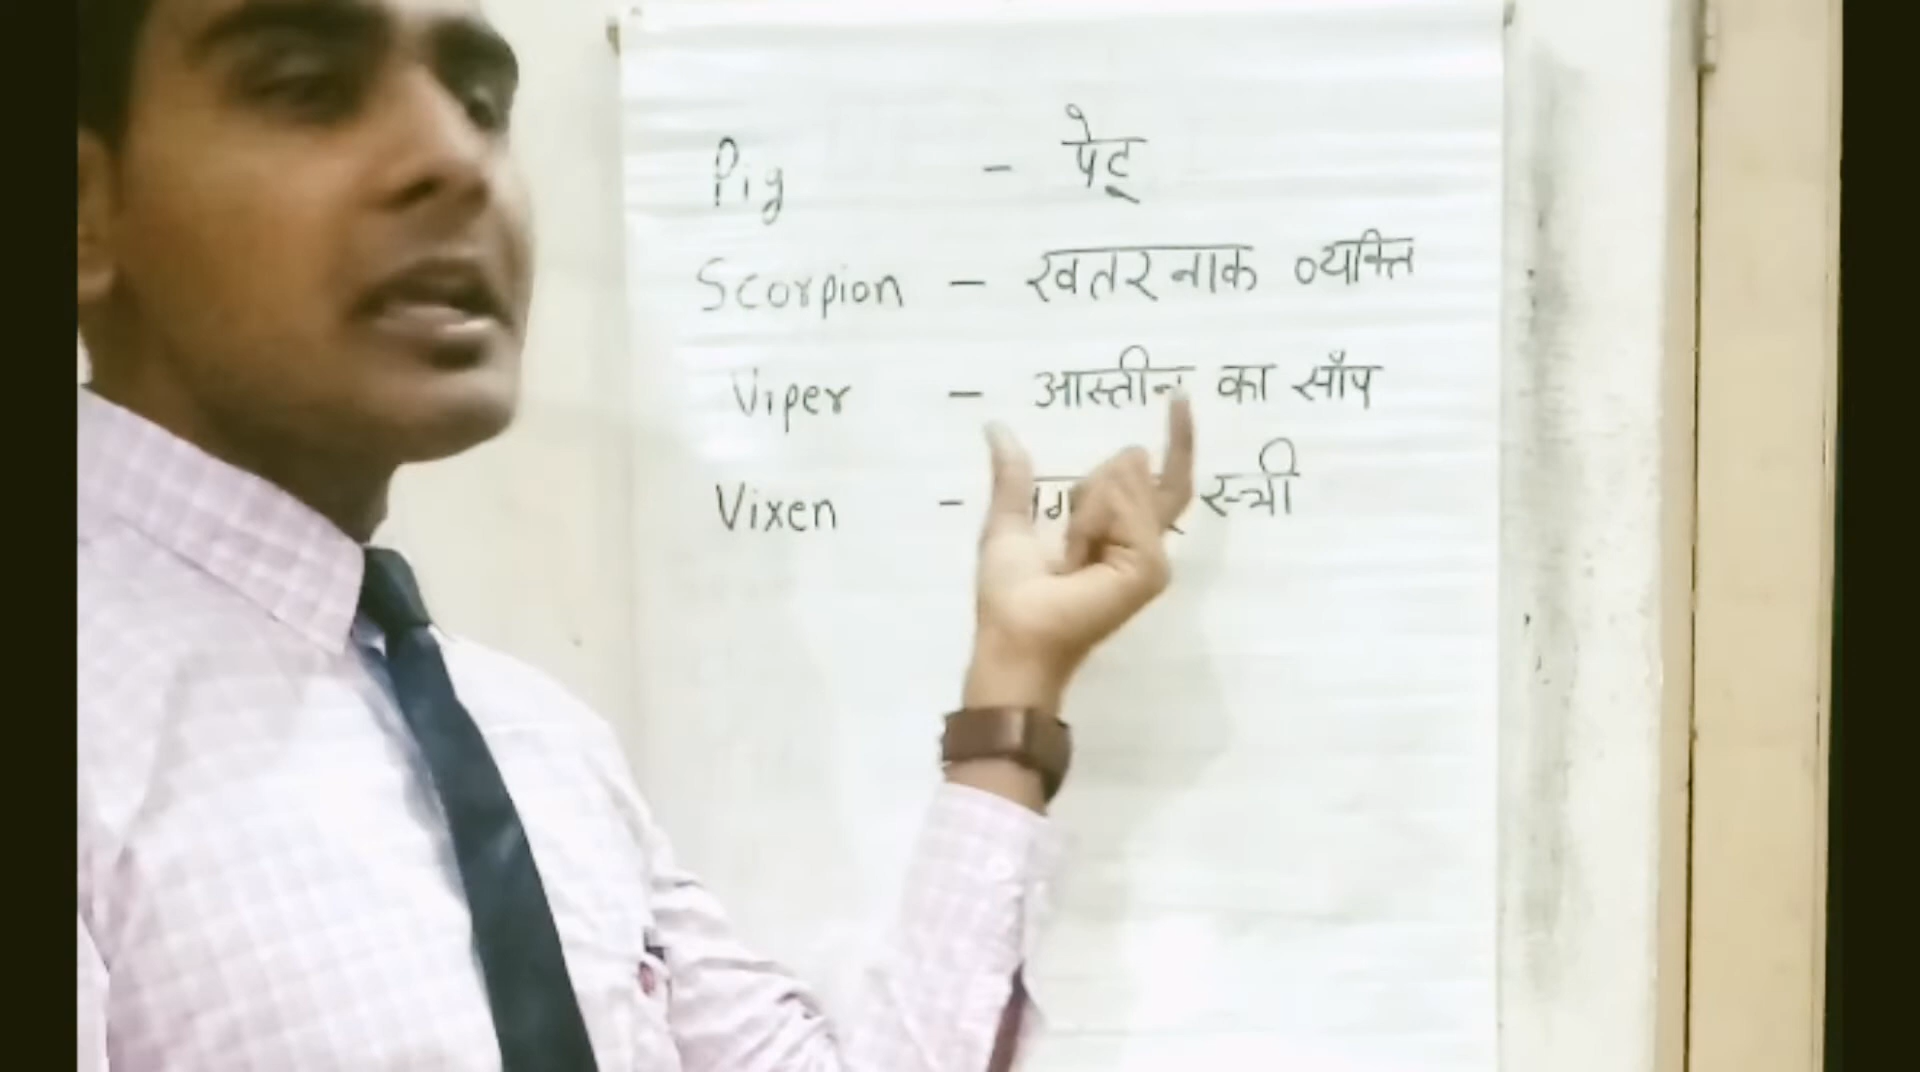 Pig - पेटू
Scorpion - खतरनाक व्यक्ति
Viper - आस्तीन का साँप
Vixen - स्त्री